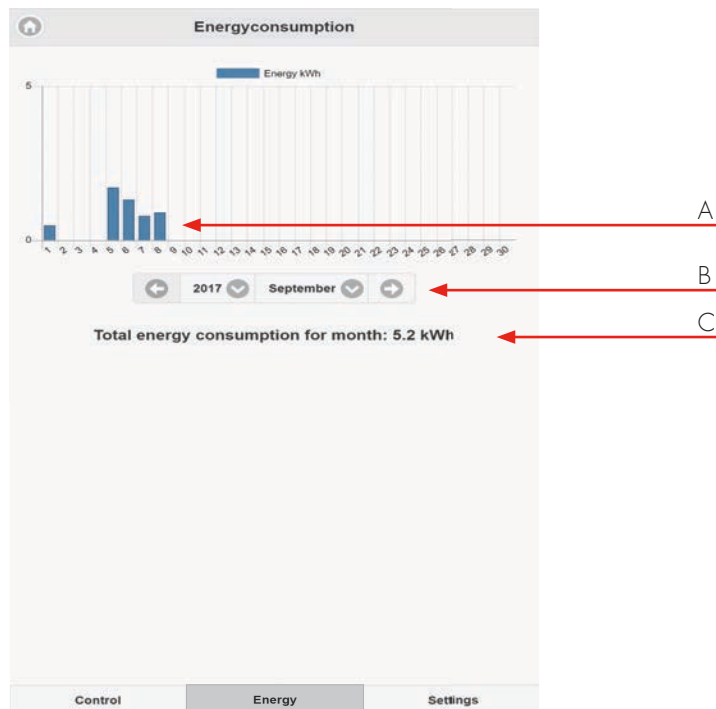 Energyconsumption
Energy kWh
5
0
1 2 3 4 5 6 7 8 9 10 11 12 13 14 15 16 17 18 19 20 21 22 23 24 25 26 27 28 29 30
A
2017 September
B
Total energy consumption for month: 5.2 kWh
C
Control Energy Settings